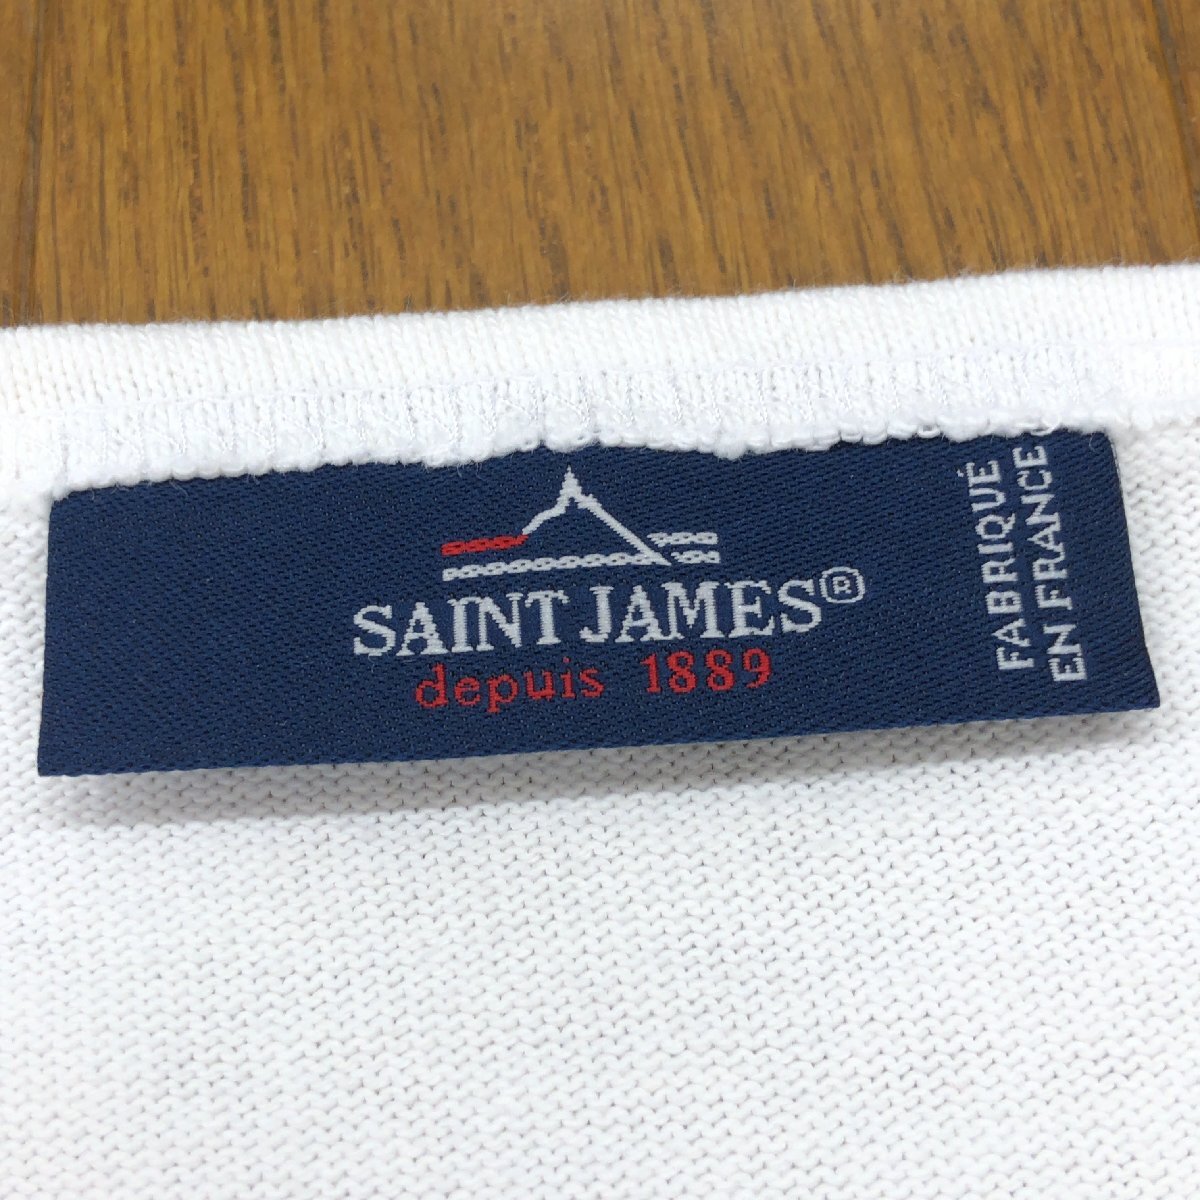 SAINT JAMES®
depuis 1889
FABRIQUÉ
EN FRANCE